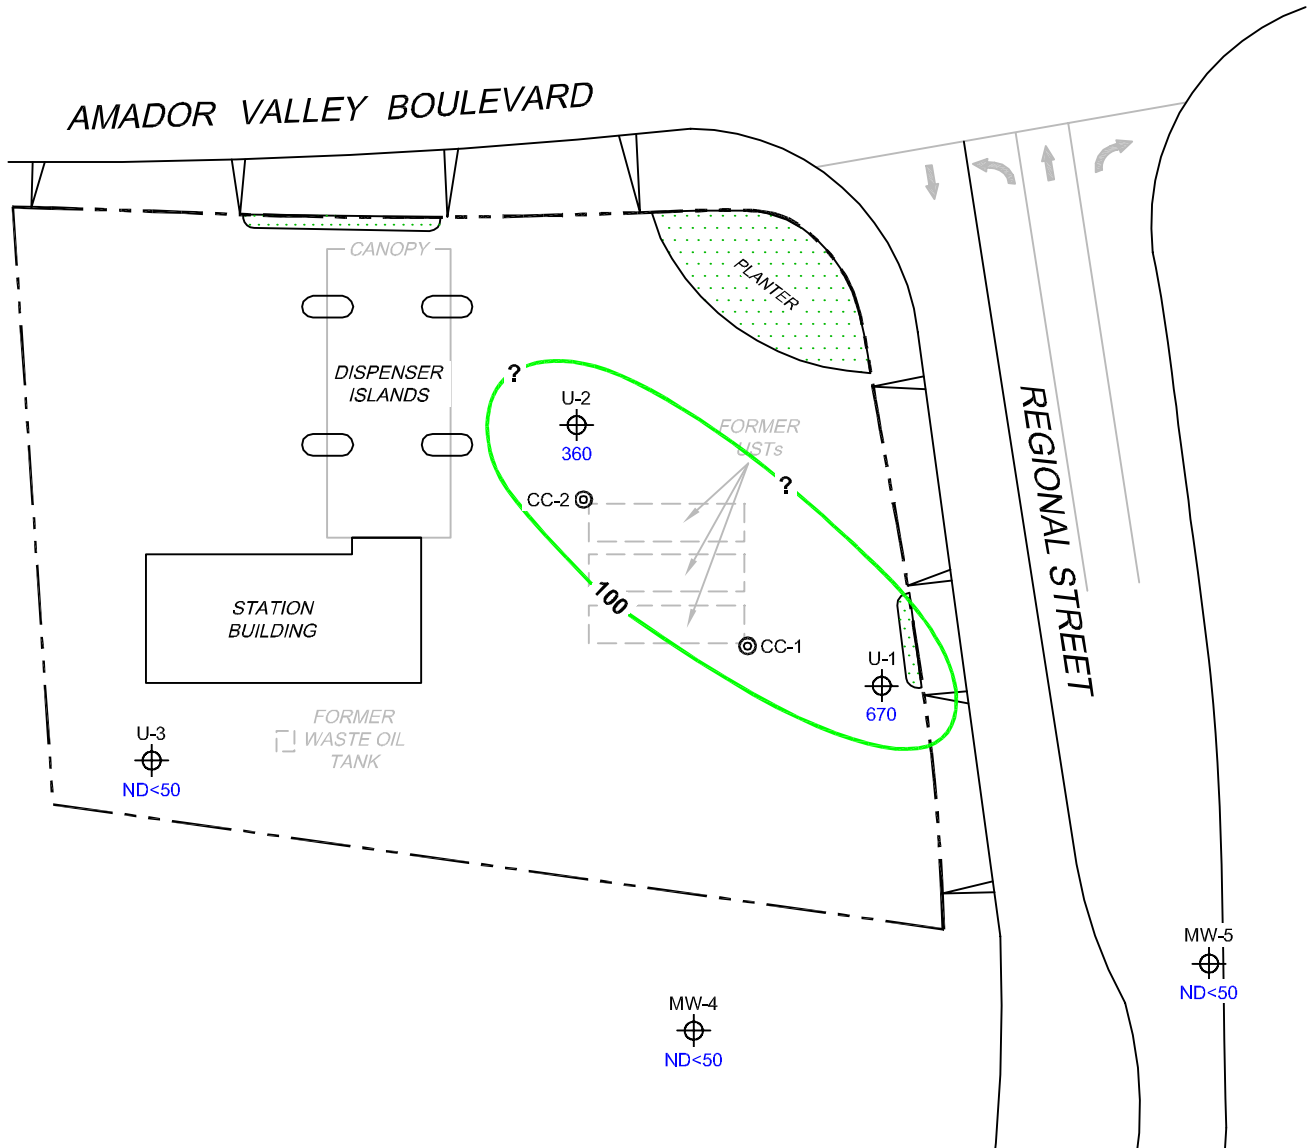 AMADOR VALLEY BOULEVARD
CANOPY
PLANTER
DISPENSER
ISLANDS
?
U-2
360
FORMER
USTs
?
REGIONAL STREET
CC-2
100
STATION
BUILDING
CC-1
U-1
670
FORMER
WASTE OIL
TANK
U-3
ND<50
MW-5
ND<50
MW-4
ND<50